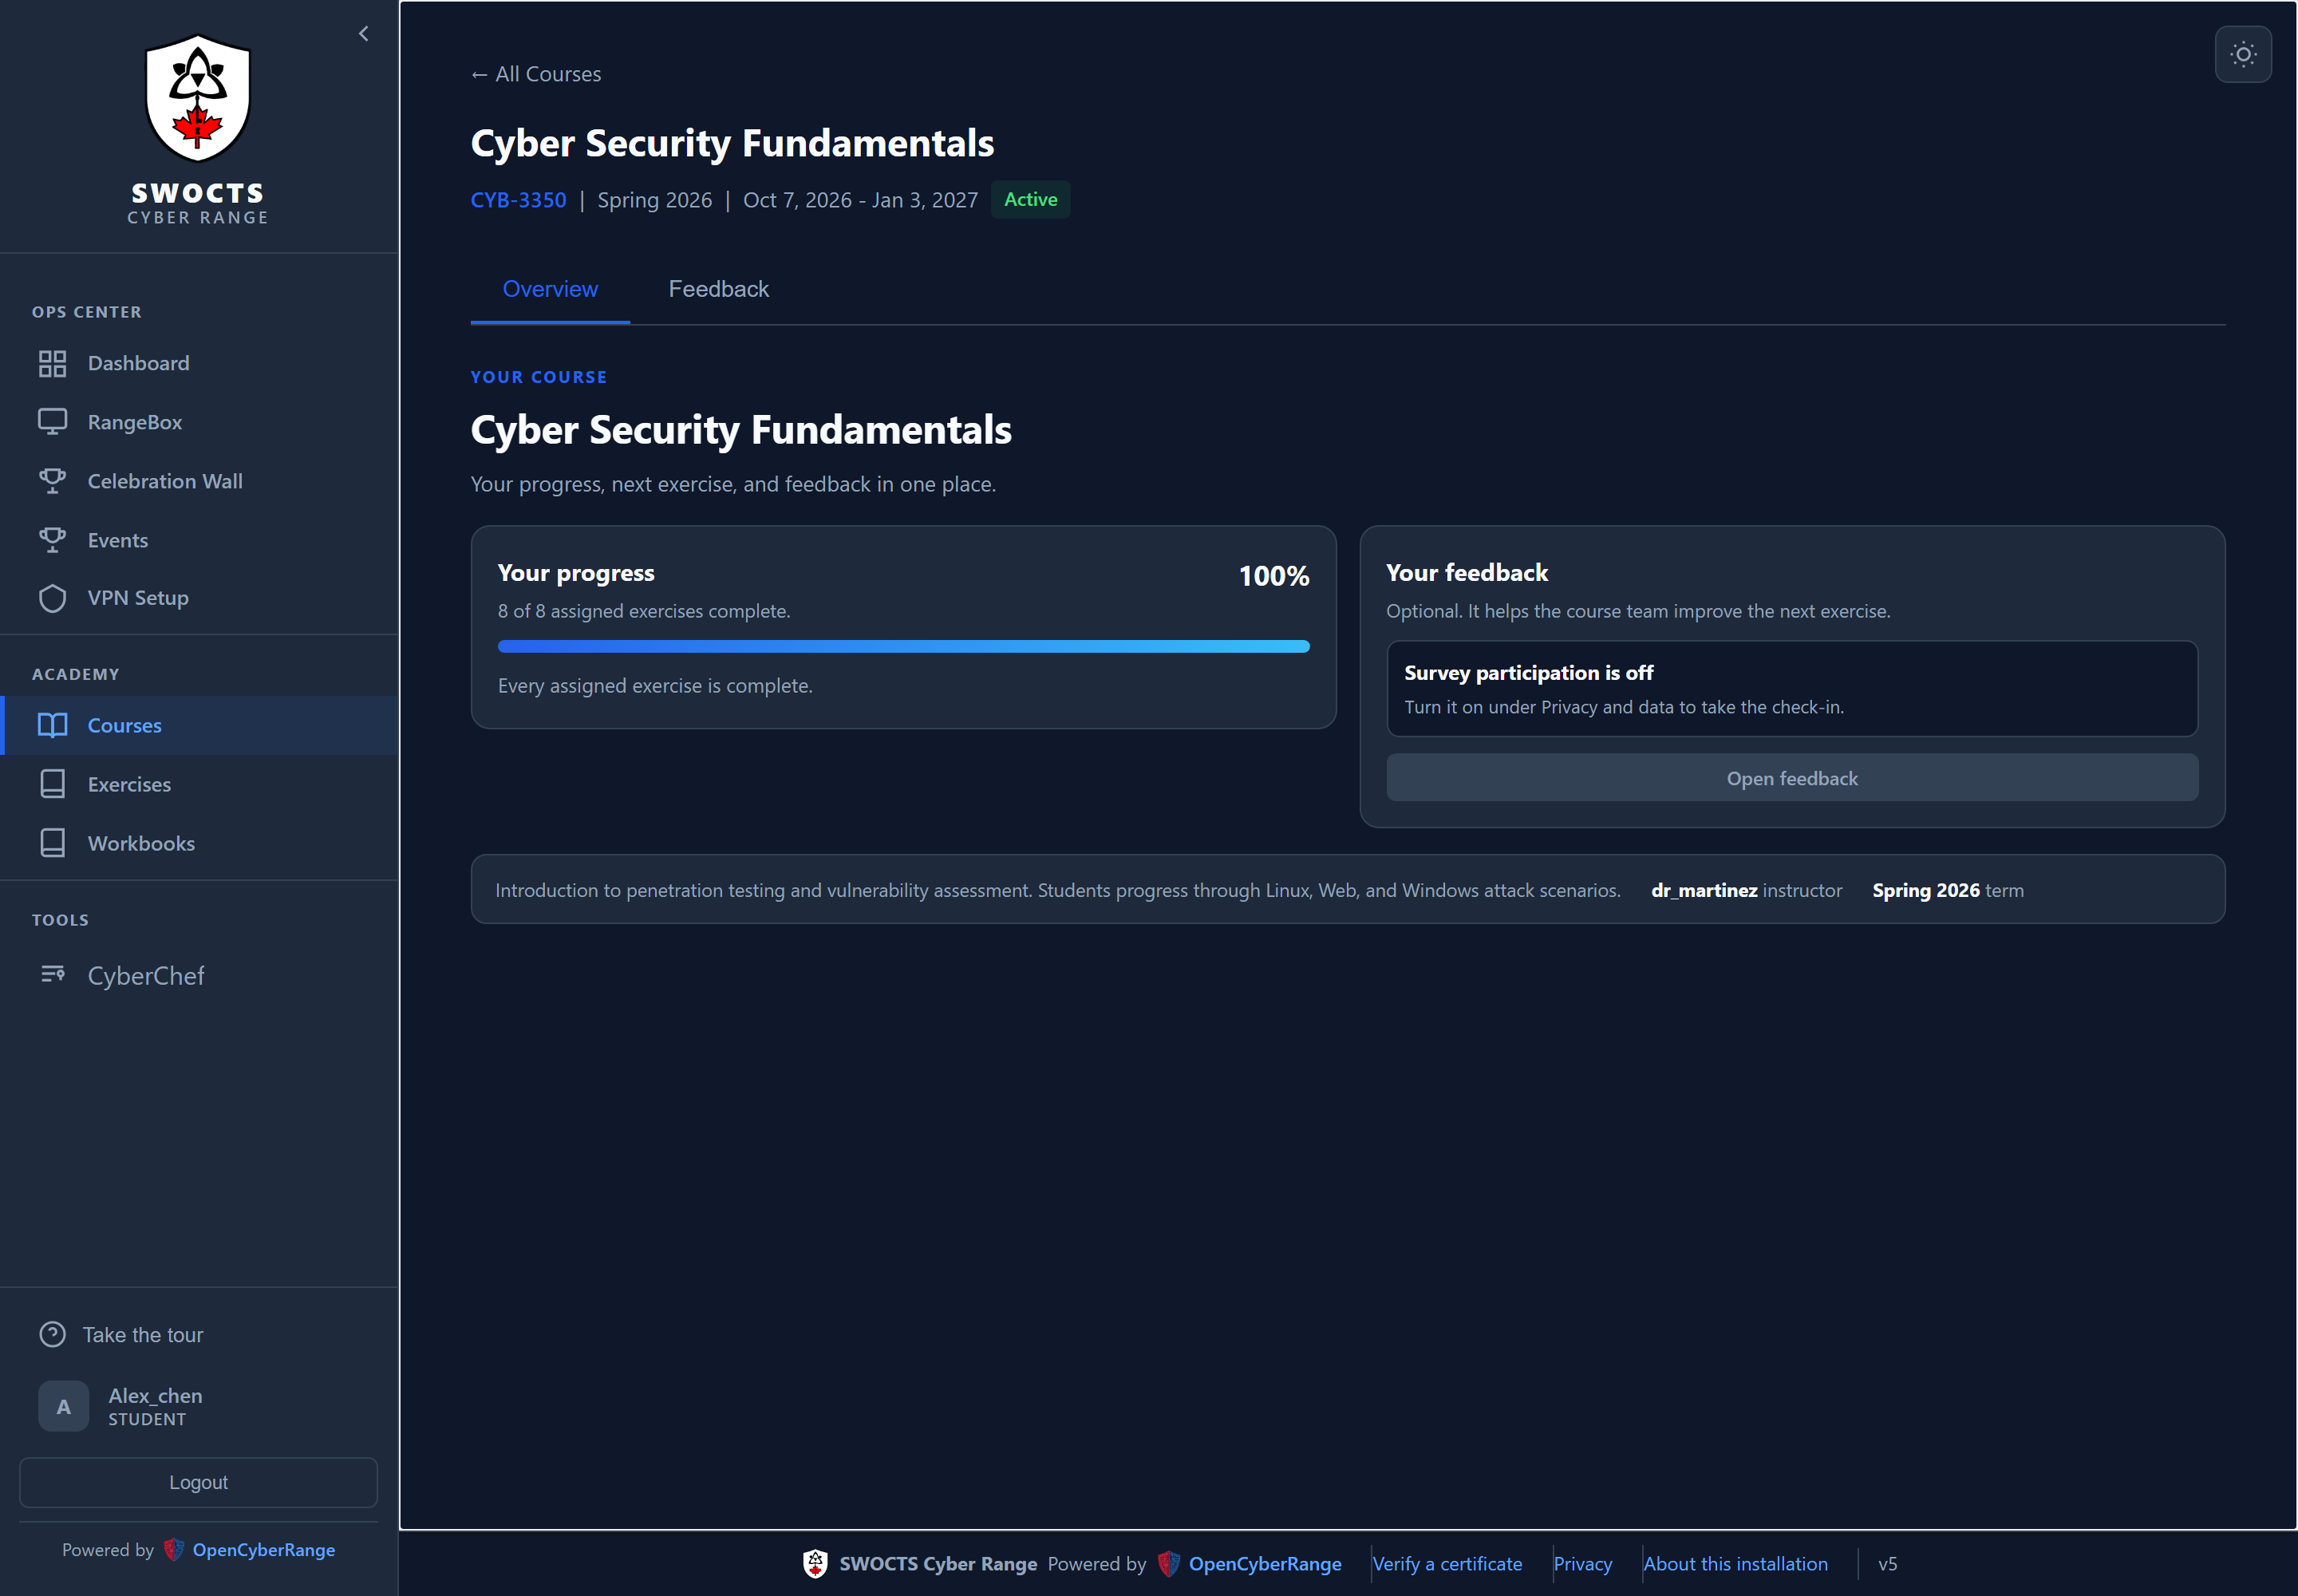 SWOCTS
CYBER RANGE
OPS CENTER
Dashboard
RangeBox
Celebration Wall
Events
VPN Setup
ACADEMY
Courses
Exercises
Workbooks
TOOLS
CyberChef
Take the tour
A
Alex_chen
STUDENT
Logout
Powered by OpenCyberRange
← All Courses
Cyber Security Fundamentals
CYB-3350 | Spring 2026 | Oct 7, 2026 - Jan 3, 2027 Active
Overview Feedback
YOUR COURSE
Cyber Security Fundamentals
Your progress, next exercise, and feedback in one place.
Your progress 100%
8 of 8 assigned exercises complete.
Every assigned exercise is complete.
Your feedback
Optional. It helps the course team improve the next exercise.
Survey participation is off
Turn it on under Privacy and data to take the check-in.
Open feedback
Introduction to penetration testing and vulnerability assessment. Students progress through Linux, Web, and Windows attack scenarios. dr_martinez instructor Spring 2026 term
SWOCTS Cyber Range Powered by OpenCyberRange Verify a certificate Privacy About this installation v5